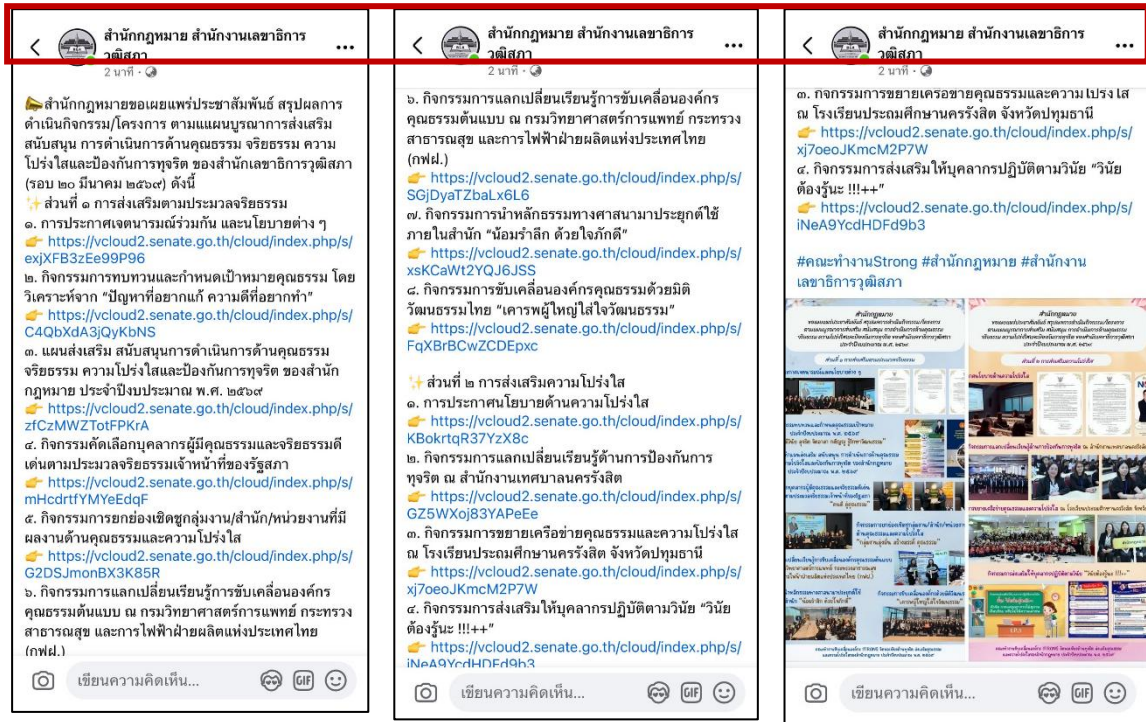 สำนักกฎหมาย สำนักงานเลขาธิการ
วุฒิสภา
2 นาที
📣สำนักกฎหมายขอเผยแพร่ประชาสัมพันธ์ สรุปผลการ
ดำเนินกิจกรรม/โครงการ ตามแผนบูรณาการส่งเสริม
สนับสนุน การดำเนินการด้านคุณธรรม จริยธรรม ความ
โปร่งใสและป้องกันการทุจริต ของสำนักเลขาธิการวุฒิสภา
(รอบ ๒๐ มีนาคม ๒๕๖๙) ดังนี้
✨ส่วนที่ ๑ การส่งเสริมตามประมวลจริยธรรม
๑. การประกาศเจตนารมณ์ร่วมกัน และนโยบายต่าง ๆ
👉 https://vcloud2.senate.go.th/cloud/index.php/s/
exjXFB3zEe99P96
๒. กิจกรรมการทบทวนและกำหนดเป้าหมายคุณธรรม โดย
วิเคราะห์จาก “ปัญหาที่อยากแก้ ความดีที่อยากทำ”
👉 https://vcloud2.senate.go.th/cloud/index.php/s/
C4QbXdA3jQyKbNS
๓. แผนส่งเสริม สนับสนุนการดำเนินการด้านคุณธรรม
จริยธรรม ความโปร่งใสและป้องกันการทุจริต ของสำนัก
กฎหมาย ประจำปีงบประมาณ พ.ศ. ๒๕๖๙
👉 https://vcloud2.senate.go.th/cloud/index.php/s/
zfCzMWZTotFPKrA
๔. กิจกรรมคัดเลือกบุคลากรผู้มีคุณธรรมและจริยธรรมดี
เด่นตามประมวลจริยธรรมเจ้าหน้าที่ของรัฐสภา
👉 https://vcloud2.senate.go.th/cloud/index.php/s/
mHcdrtfYMYeEdqF
๕. กิจกรรมการยกย่องเชิดชูกลุ่มงาน/สำนัก/หน่วยงานที่มี
ผลงานด้านคุณธรรมและความโปร่งใส
👉 https://vcloud2.senate.go.th/cloud/index.php/s/
G2DSJmonBX3K85R
๖. กิจกรรมการแลกเปลี่ยนเรียนรู้การขับเคลื่อนองค์กร
คุณธรรมต้นแบบ ณ กรมวิทยาศาสตร์การแพทย์ กระทรวง
สาธารณสุข และการไฟฟ้าฝ่ายผลิตแห่งประเทศไทย
(กฟผ.)
เขียนความคิดเห็น...
GIF
สำนักกฎหมาย สำนักงานเลขาธิการ
วุฒิสภา
2 นาที
๖. กิจกรรมการแลกเปลี่ยนเรียนรู้การขับเคลื่อนองค์กร
คุณธรรมต้นแบบ ณ กรมวิทยาศาสตร์การแพทย์ กระทรวง
สาธารณสุข และการไฟฟ้าฝ่ายผลิตแห่งประเทศไทย
(กฟผ.)
👉 https://vcloud2.senate.go.th/cloud/index.php/s/
SGjDyaTZbaLx6L6
๗. กิจกรรมการนำหลักธรรมทางศาสนามาประยุกต์ใช้
ภายในสำนัก “น้อมรำลึก ด้วยใจภักดี”
👉 https://vcloud2.senate.go.th/cloud/index.php/s/
xsKCaWt2YQJ6JSS
๘. กิจกรรมการขับเคลื่อนองค์กรคุณธรรมด้วยมิติ
วัฒนธรรมไทย “เคารพผู้ใหญ่ใส่ใจวัฒนธรรม”
👉 https://vcloud2.senate.go.th/cloud/index.php/s/
FqXBrBCwZCDEpxc
✨ส่วนที่ ๒ การส่งเสริมความโปร่งใส
๑. การประกาศนโยบายด้านความโปร่งใส
👉 https://vcloud2.senate.go.th/cloud/index.php/s/
KBokrtqR37YzX8c
๒. กิจกรรมการแลกเปลี่ยนเรียนรู้ด้านการป้องกันการ
ทุจริต ณ สำนักงานเทศบาลนครรังสิต
👉 https://vcloud2.senate.go.th/cloud/index.php/s/
GZ5WXoj83YAPeEe
๓. กิจกรรมการขยายเครือข่ายคุณธรรมและความโปร่งใส
ณ โรงเรียนประถมศึกษานครรังสิต จังหวัดปทุมธานี
👉 https://vcloud2.senate.go.th/cloud/index.php/s/
xj7oeoJKmcM2P7W
๔. กิจกรรมการส่งเสริมให้บุคลากรปฏิบัติตามวินัย “วินัย
ต้องรู้นะ !!!++”
👉 https://vcloud2.senate.go.th/cloud/index.php/s/
iNeA9YcdHDFd9b3
เขียนความคิดเห็น...
GIF
สำนักกฎหมาย สำนักงานเลขาธิการ
วุฒิสภา
2 นาที
๓. กิจกรรมการขยายเครือข่ายคุณธรรมและความโปร่งใส
ณ โรงเรียนประถมศึกษานครรังสิต จังหวัดปทุมธานี
👉 https://vcloud2.senate.go.th/cloud/index.php/s/
xj7oeoJKmcM2P7W
๔. กิจกรรมการส่งเสริมให้บุคลากรปฏิบัติตามวินัย “วินัย
ต้องรู้นะ !!!++”
👉 https://vcloud2.senate.go.th/cloud/index.php/s/
iNeA9YcdHDFd9b3
#คณะทำงานStrong #สำนักกฎหมาย #สำนักงาน
เลขาธิการวุฒิสภา
สำนักกฎหมาย
ส่วนที่ ๑ การส่งเสริมตามประมวลจริยธรรม
สำนักกฎหมาย
ส่วนที่ ๒ การส่งเสริมความโปร่งใส
เขียนความคิดเห็น...
GIF